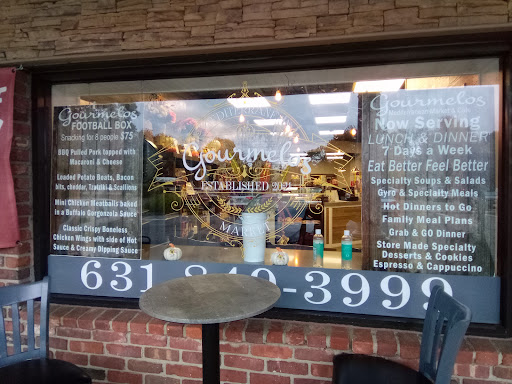 Gourmelos
FOOTBALL BOX
Snacking for 8 people $75
BBQ Pulled Pork topped with
Macaroni & Cheese
Loaded Potato Boats, Bacon
bits, cheddar, Tzatziki & Scallions
Mini Chicken Meatballs baked
in a Buffalo Gorgonzola Sauce
Classic Crispy Boneless
Chicken Wings with side of Hot
Sauce & Creamy Dipping Sauce
Gourmelos
ESTABLISHED 2021
MARKET
Gourmelos
Now Serving
LUNCH & DINNER
7 Days a Week
Eat Better Feel Better
Specialty Soups & Salads
Gyro & Specialty Meals
Hot Dinners to Go
Family Meal Plans
Grab & GO Dinner
Store Made Specialty
Desserts & Cookies
Espresso & Cappuccino
631-849-3999